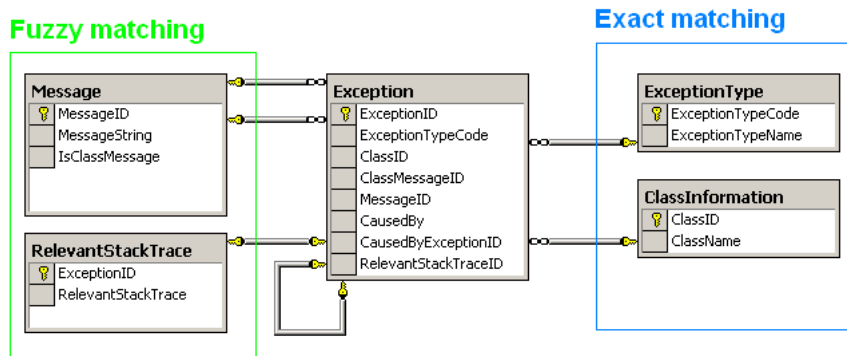 Fuzzy matching
Exact matching
Message
MessageID
MessageString
IsClassMessage
RelevantStackTrace
ExceptionID
RelevantStackTrace
Exception
ExceptionID
ExceptionTypeCode
ClassID
ClassMessageID
MessageID
CausedBy
CausedByExceptionID
RelevantStackTraceID
ExceptionType
ExceptionTypeCode
ExceptionTypeName
ClassInformation
ClassID
ClassName